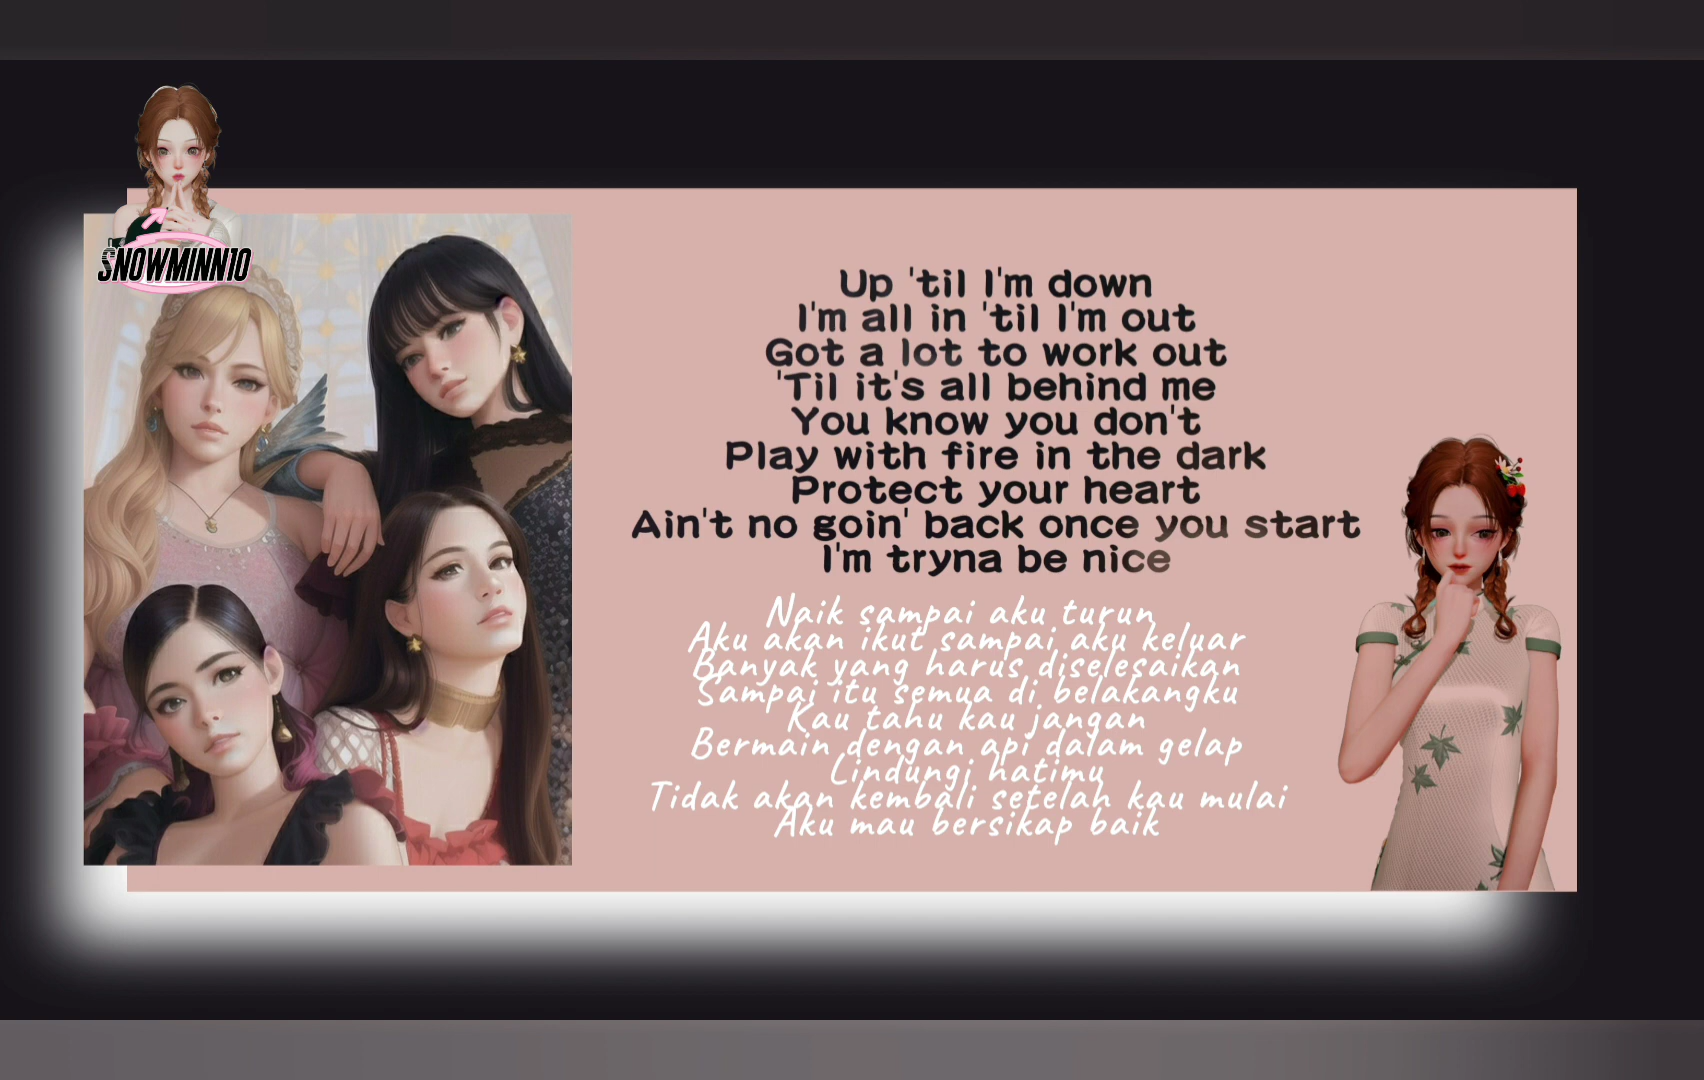 SNOWMINN10
Up 'til I'm down
I'm all in 'til I'm out
Got a lot to work out
'Til it's all behind me
You know you don't
Play with fire in the dark
Protect your heart
Ain't no goin' back once you start
I'm tryna be nice
Naik sampai aku turun
Aku akan ikut sampai aku keluar
Banyak yang harus diselesaikan
Sampai itu semua di belakangku
Kau tahu kau jangan
Bermain dengan api dalam gelap
Lindungi hatimu
Tidak akan kembali setelah kau mulai
Aku mau bersikap baik